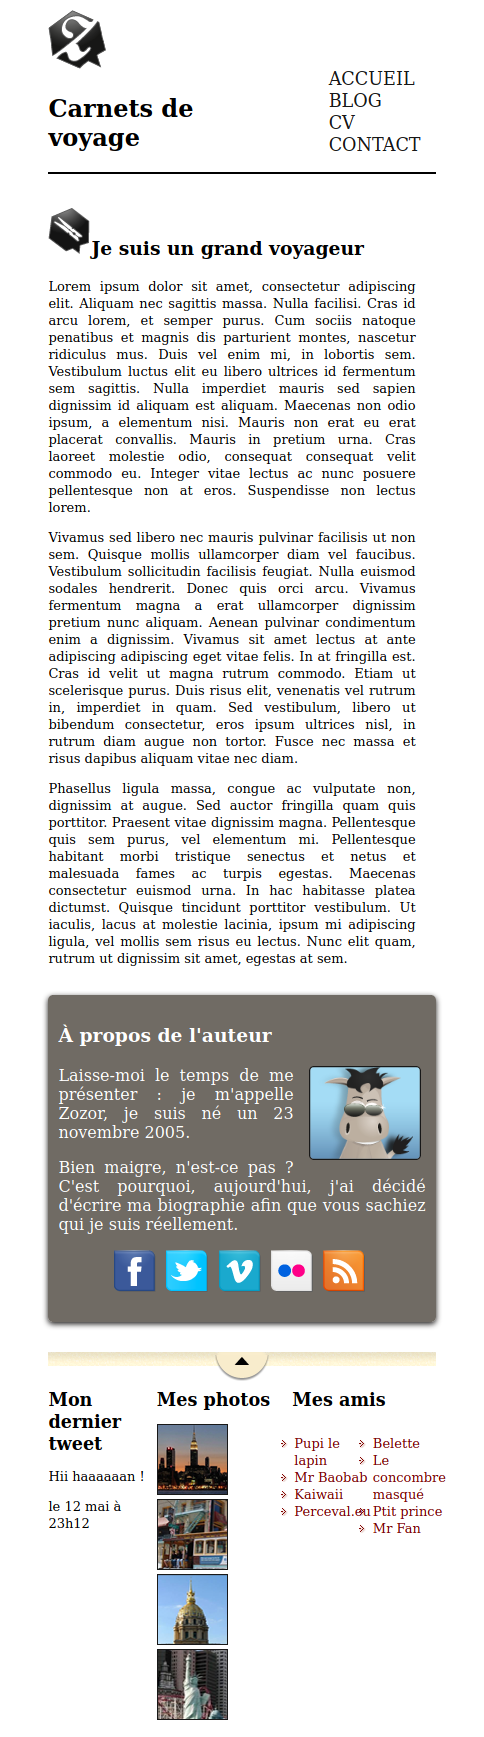 Carnets de
voyage
ACCUEIL
BLOG
CV
CONTACT
Je suis un grand voyageur
Lorem ipsum dolor sit amet, consectetur adipiscing
elit. Aliquam nec sagittis massa. Nulla facilisi. Cras id
arcu lorem, et semper purus. Cum sociis natoque
penatibus et magnis dis parturient montes, nascetur
ridiculus mus. Duis vel enim mi, in lobortis sem.
Vestibulum luctus elit eu libero ultrices id fermentum
sem sagittis. Nulla imperdiet mauris sed sapien
dignissim id aliquam est aliquam. Maecenas non odio
ipsum, a elementum nisi. Mauris non erat eu erat
placerat convallis. Mauris in pretium urna. Cras
laoreet molestie odio, consequat consequat velit
commodo eu. Integer vitae lectus ac nunc posuere
pellentesque non at eros. Suspendisse non lectus
lorem.
Vivamus sed libero nec mauris pulvinar facilisis ut non
sem. Quisque mollis ullamcorper diam vel faucibus.
Vestibulum sollicitudin facilisis feugiat. Nulla euismod
sodales hendrerit. Donec quis orci arcu. Vivamus
fermentum magna a erat ullamcorper dignissim
pretium nunc aliquam. Aenean pulvinar condimentum
enim a dignissim. Vivamus sit amet lectus at ante
adipiscing adipiscing eget vitae felis. In at fringilla est.
Cras id velit ut magna rutrum commodo. Etiam ut
scelerisque purus. Duis risus elit, venenatis vel rutrum
in, imperdiet in quam. Sed vestibulum, libero ut
bibendum consectetur, eros ipsum ultrices nisl, in
rutrum diam augue non tortor. Fusce nec massa et
risus dapibus aliquam vitae nec diam.
Phasellus ligula massa, congue ac vulputate non,
dignissim at augue. Sed auctor fringilla quam quis
porttitor. Praesent vitae dignissim magna. Pellentesque
quis sem purus, vel elementum mi. Pellentesque
habitant morbi tristique senectus et netus et
malesuada fames ac turpis egestas. Maecenas
consectetur euismod urna. In hac habitasse platea
dictumst. Quisque tincidunt porttitor vestibulum. Ut
iaculis, lacus at molestie lacinia, ipsum mi adipiscing
ligula, vel mollis sem risus eu lectus. Nunc elit quam,
rutrum ut dignissim sit amet, egestas at sem.
À propos de l'auteur
Laisse-moi le temps de me
présenter : je m'appelle
Zozor, je suis né un 23
novembre 2005.
Bien maigre, n'est-ce pas ?
C'est pourquoi, aujourd'hui, j'ai décidé
d'écrire ma biographie afin que vous sachiez
qui je suis réellement.
Mon
dernier
tweet
Hii haaaaaan !
le 12 mai à
23h12
Mes photos
Mes amis
Pupi le
lapin
Mr Baobab
Kaiwaii
Perceval.eu
Belette
Le
concombre
masqué
Ptit prince
Mr Fan